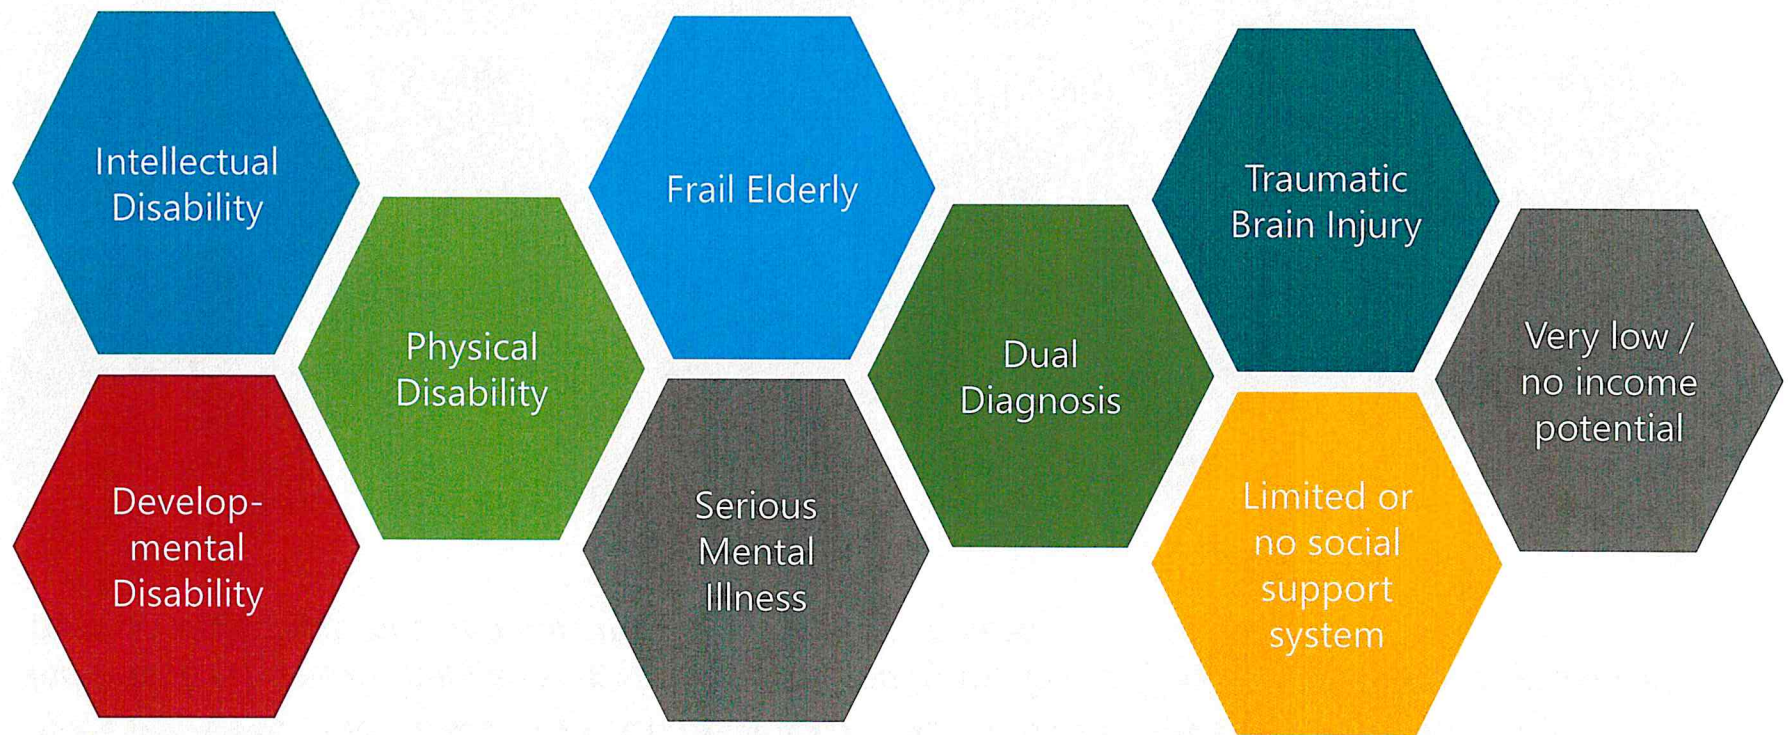 Intellectual
Disability
Develop-
mental
Disability
Physical
Disability
Frail Elderly
Serious
Mental
Illness
Dual
Diagnosis
Traumatic
Brain Injury
Limited or
no social
support
system
Very low /
no income
potential